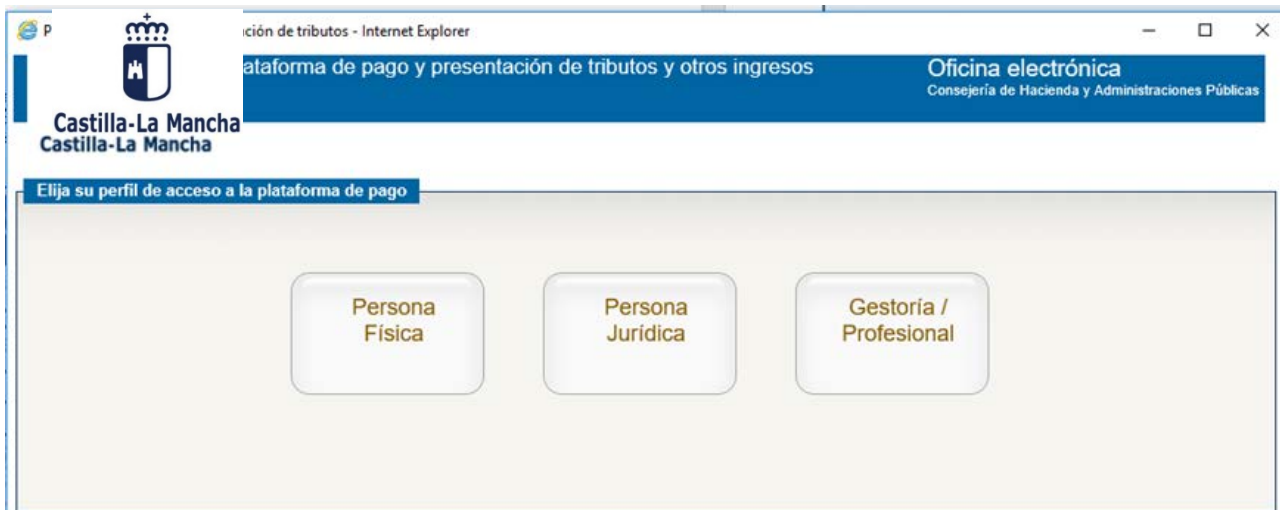 P
ción de tributos - Internet Explorer
ataforma de pago y presentación de tributos y otros ingresos
Oficina electrónica
Consejería de Hacienda y Administraciones Públicas
Castilla-La Mancha
Castilla-La Mancha
Elija su perfil de acceso a la plataforma de pago
Persona
Física
Persona
Jurídica
Gestoría /
Profesional